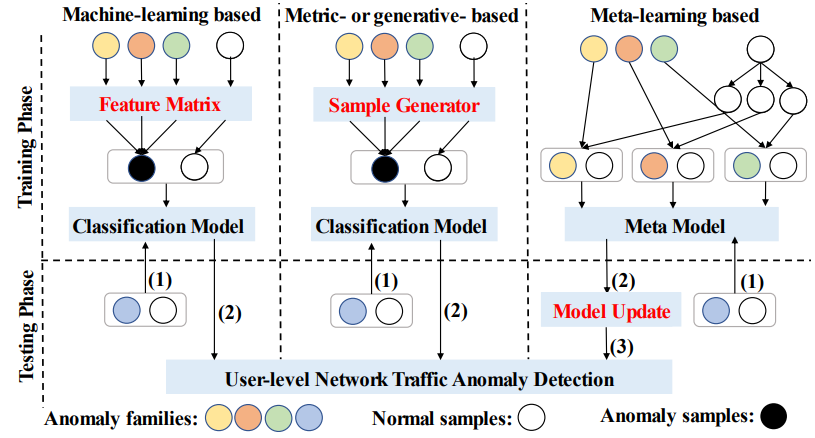 Machine-learning based
Metric- or generative- based
Meta-learning based
Training Phase
Feature Matrix
Sample Generator
Classification Model
Classification Model
Meta Model
Testing Phase
(1)
(2)
(1)
(2)
(2)
(1)
Model Update
(3)
User-level Network Traffic Anomaly Detection
Anomaly families:
Normal samples:
Anomaly samples: